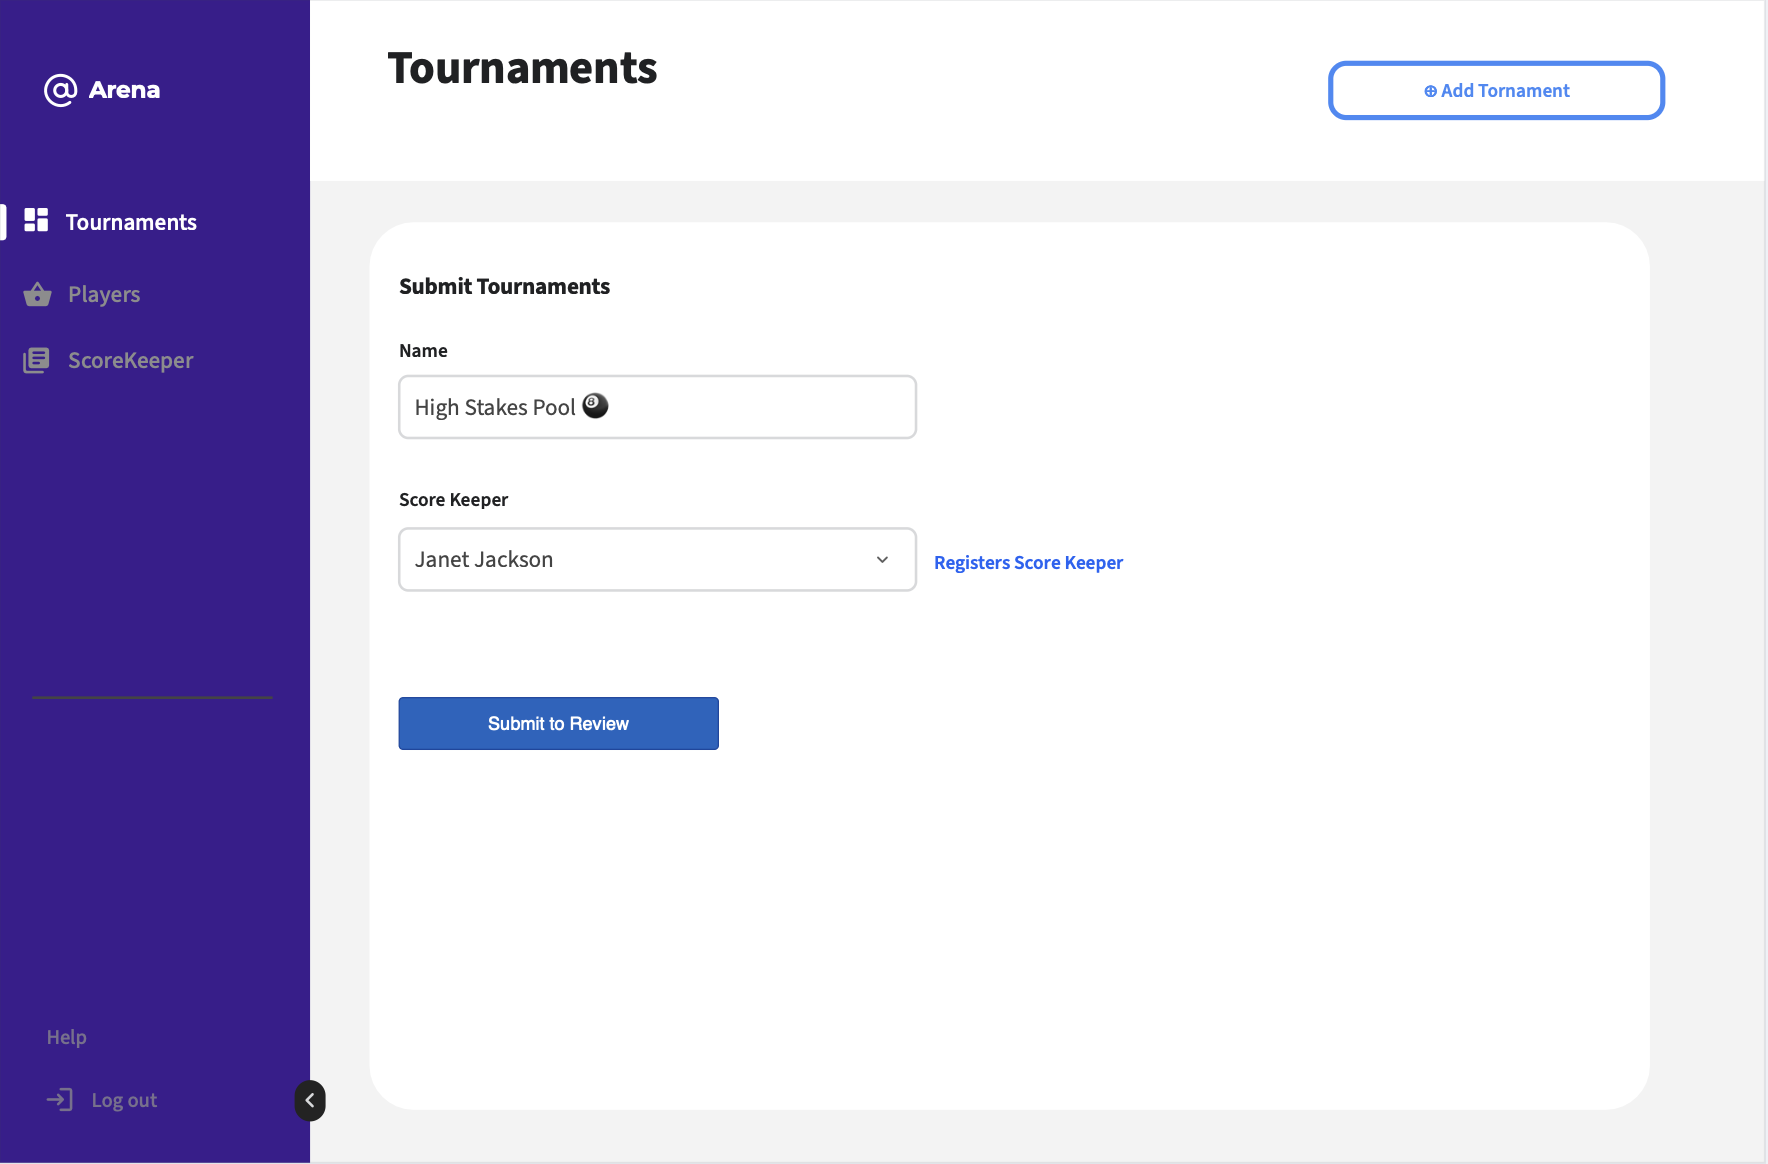 Arena
Tournaments
Players
ScoreKeeper
Help
Log out
Tournaments
⊕ Add Tornament
Submit Tournaments
Name
High Stakes Pool 🎱
Score Keeper
Janet Jackson
Registers Score Keeper
Submit to Review